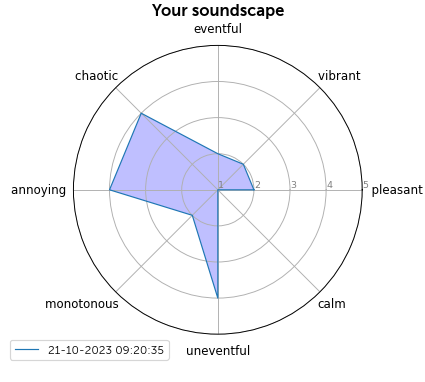 Your soundscape
eventful
chaotic
vibrant
annoying
1 2 3 4 5
pleasant
monotonous
calm
uneventful
21-10-2023 09:20:35